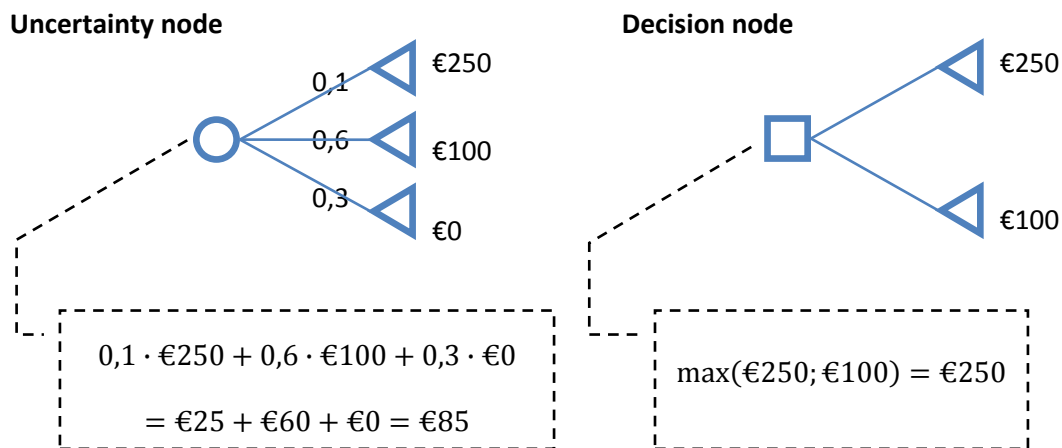 Uncertainty node
0,1
€250
0,6
€100
0,3
€0
0,1 · €250 + 0,6 · €100 + 0,3 · €0
= €25 + €60 + €0 = €85
Decision node
€250
€100
max(€250; €100) = €250